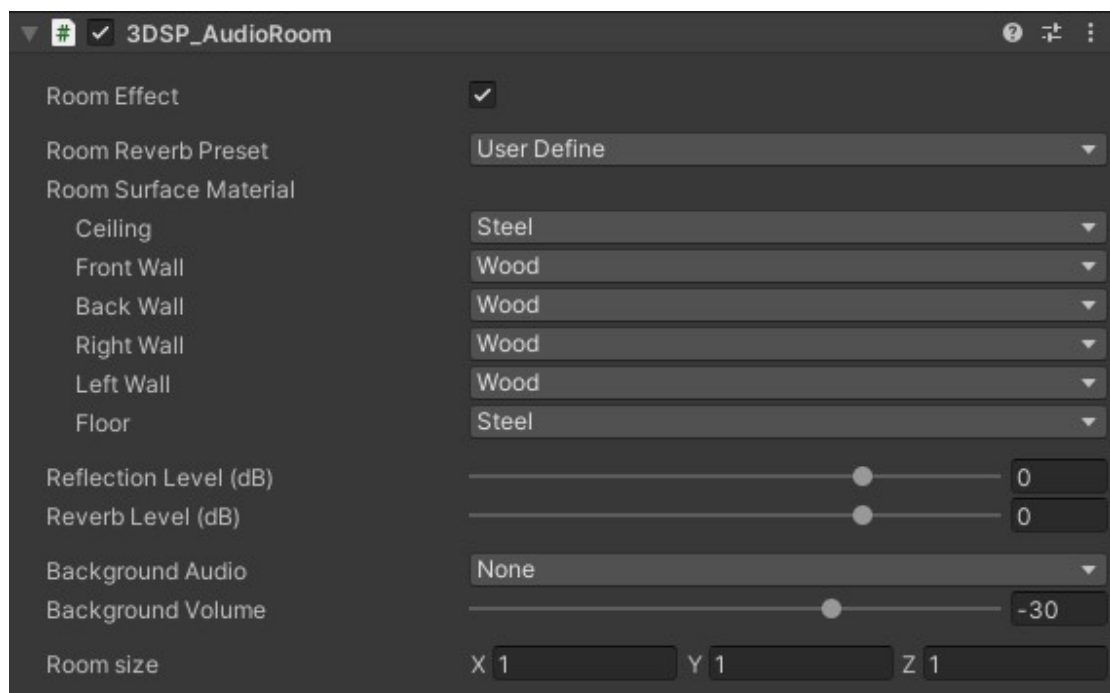 # 3DSP_AudioRoom
Room Effect
Room Reverb Preset User Define
Room Surface Material
Ceiling Steel
Front Wall Wood
Back Wall Wood
Right Wall Wood
Left Wall Wood
Floor Steel
Reflection Level (dB) 0
Reverb Level (dB) 0
Background Audio None
Background Volume -30
Room size X 1 Y 1 Z 1